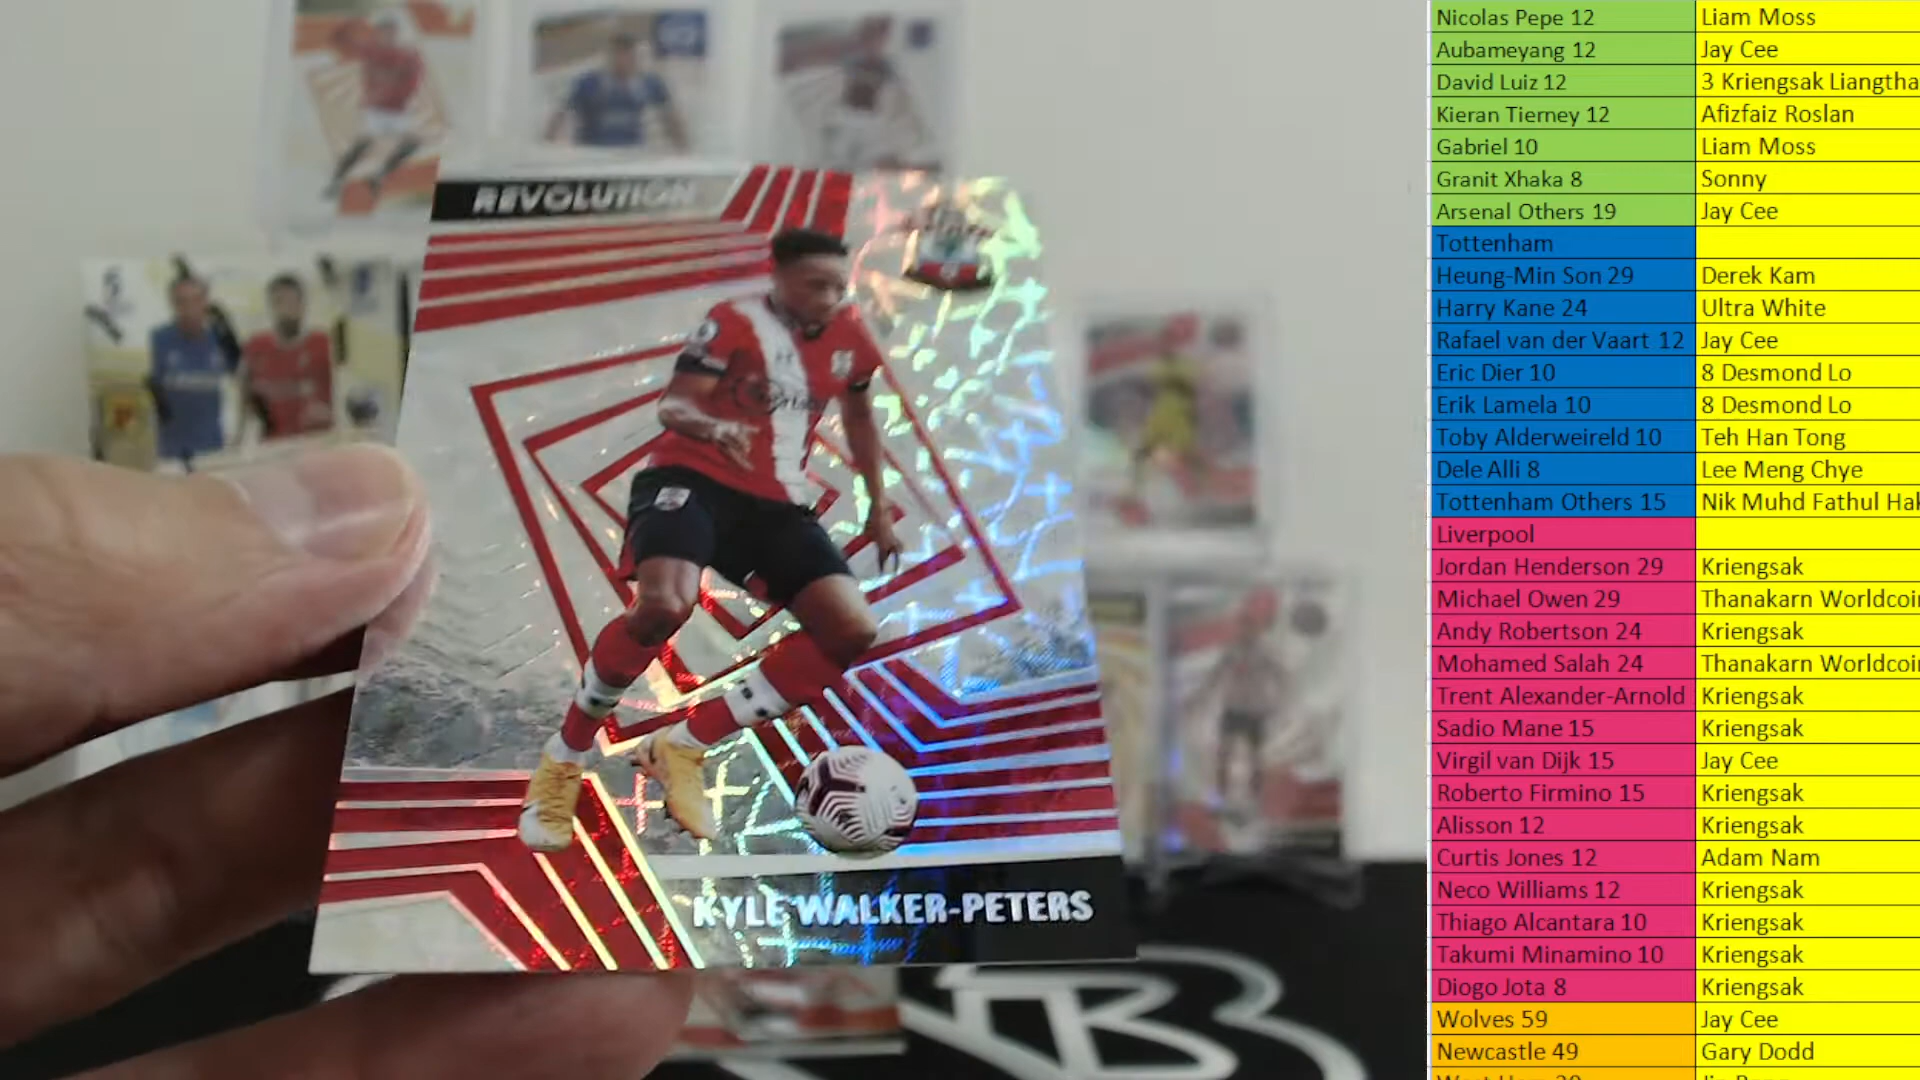 REVOLUTION
KYLE WALKER-PETERS
Nicolas Pepe 12 Liam Moss
Aubameyang 12 Jay Cee
David Luiz 12 3 Kriengsak Liangtha
Kieran Tierney 12 Afizfaiz Roslan
Gabriel 10 Liam Moss
Granit Xhaka 8 Sonny
Arsenal Others 19 Jay Cee
Tottenham
Heung-Min Son 29 Derek Kam
Harry Kane 24 Ultra White
Rafael van der Vaart 12 Jay Cee
Eric Dier 10 8 Desmond Lo
Erik Lamela 10 8 Desmond Lo
Toby Alderweireld 10 Teh Han Tong
Dele Alli 8 Lee Meng Chye
Tottenham Others 15 Nik Muhd Fathul Hak
Liverpool
Jordan Henderson 29 Kriengsak
Michael Owen 29 Thanakarn Worldcoin
Andy Robertson 24 Kriengsak
Mohamed Salah 24 Thanakarn Worldcoin
Trent Alexander-Arnold Kriengsak
Sadio Mane 15 Kriengsak
Virgil van Dijk 15 Jay Cee
Roberto Firmino 15 Kriengsak
Alisson 12 Kriengsak
Curtis Jones 12 Adam Nam
Neco Williams 12 Kriengsak
Thiago Alcantara 10 Kriengsak
Takumi Minamino 10 Kriengsak
Diogo Jota 8 Kriengsak
Wolves 59 Jay Cee
Newcastle 49 Gary Dodd